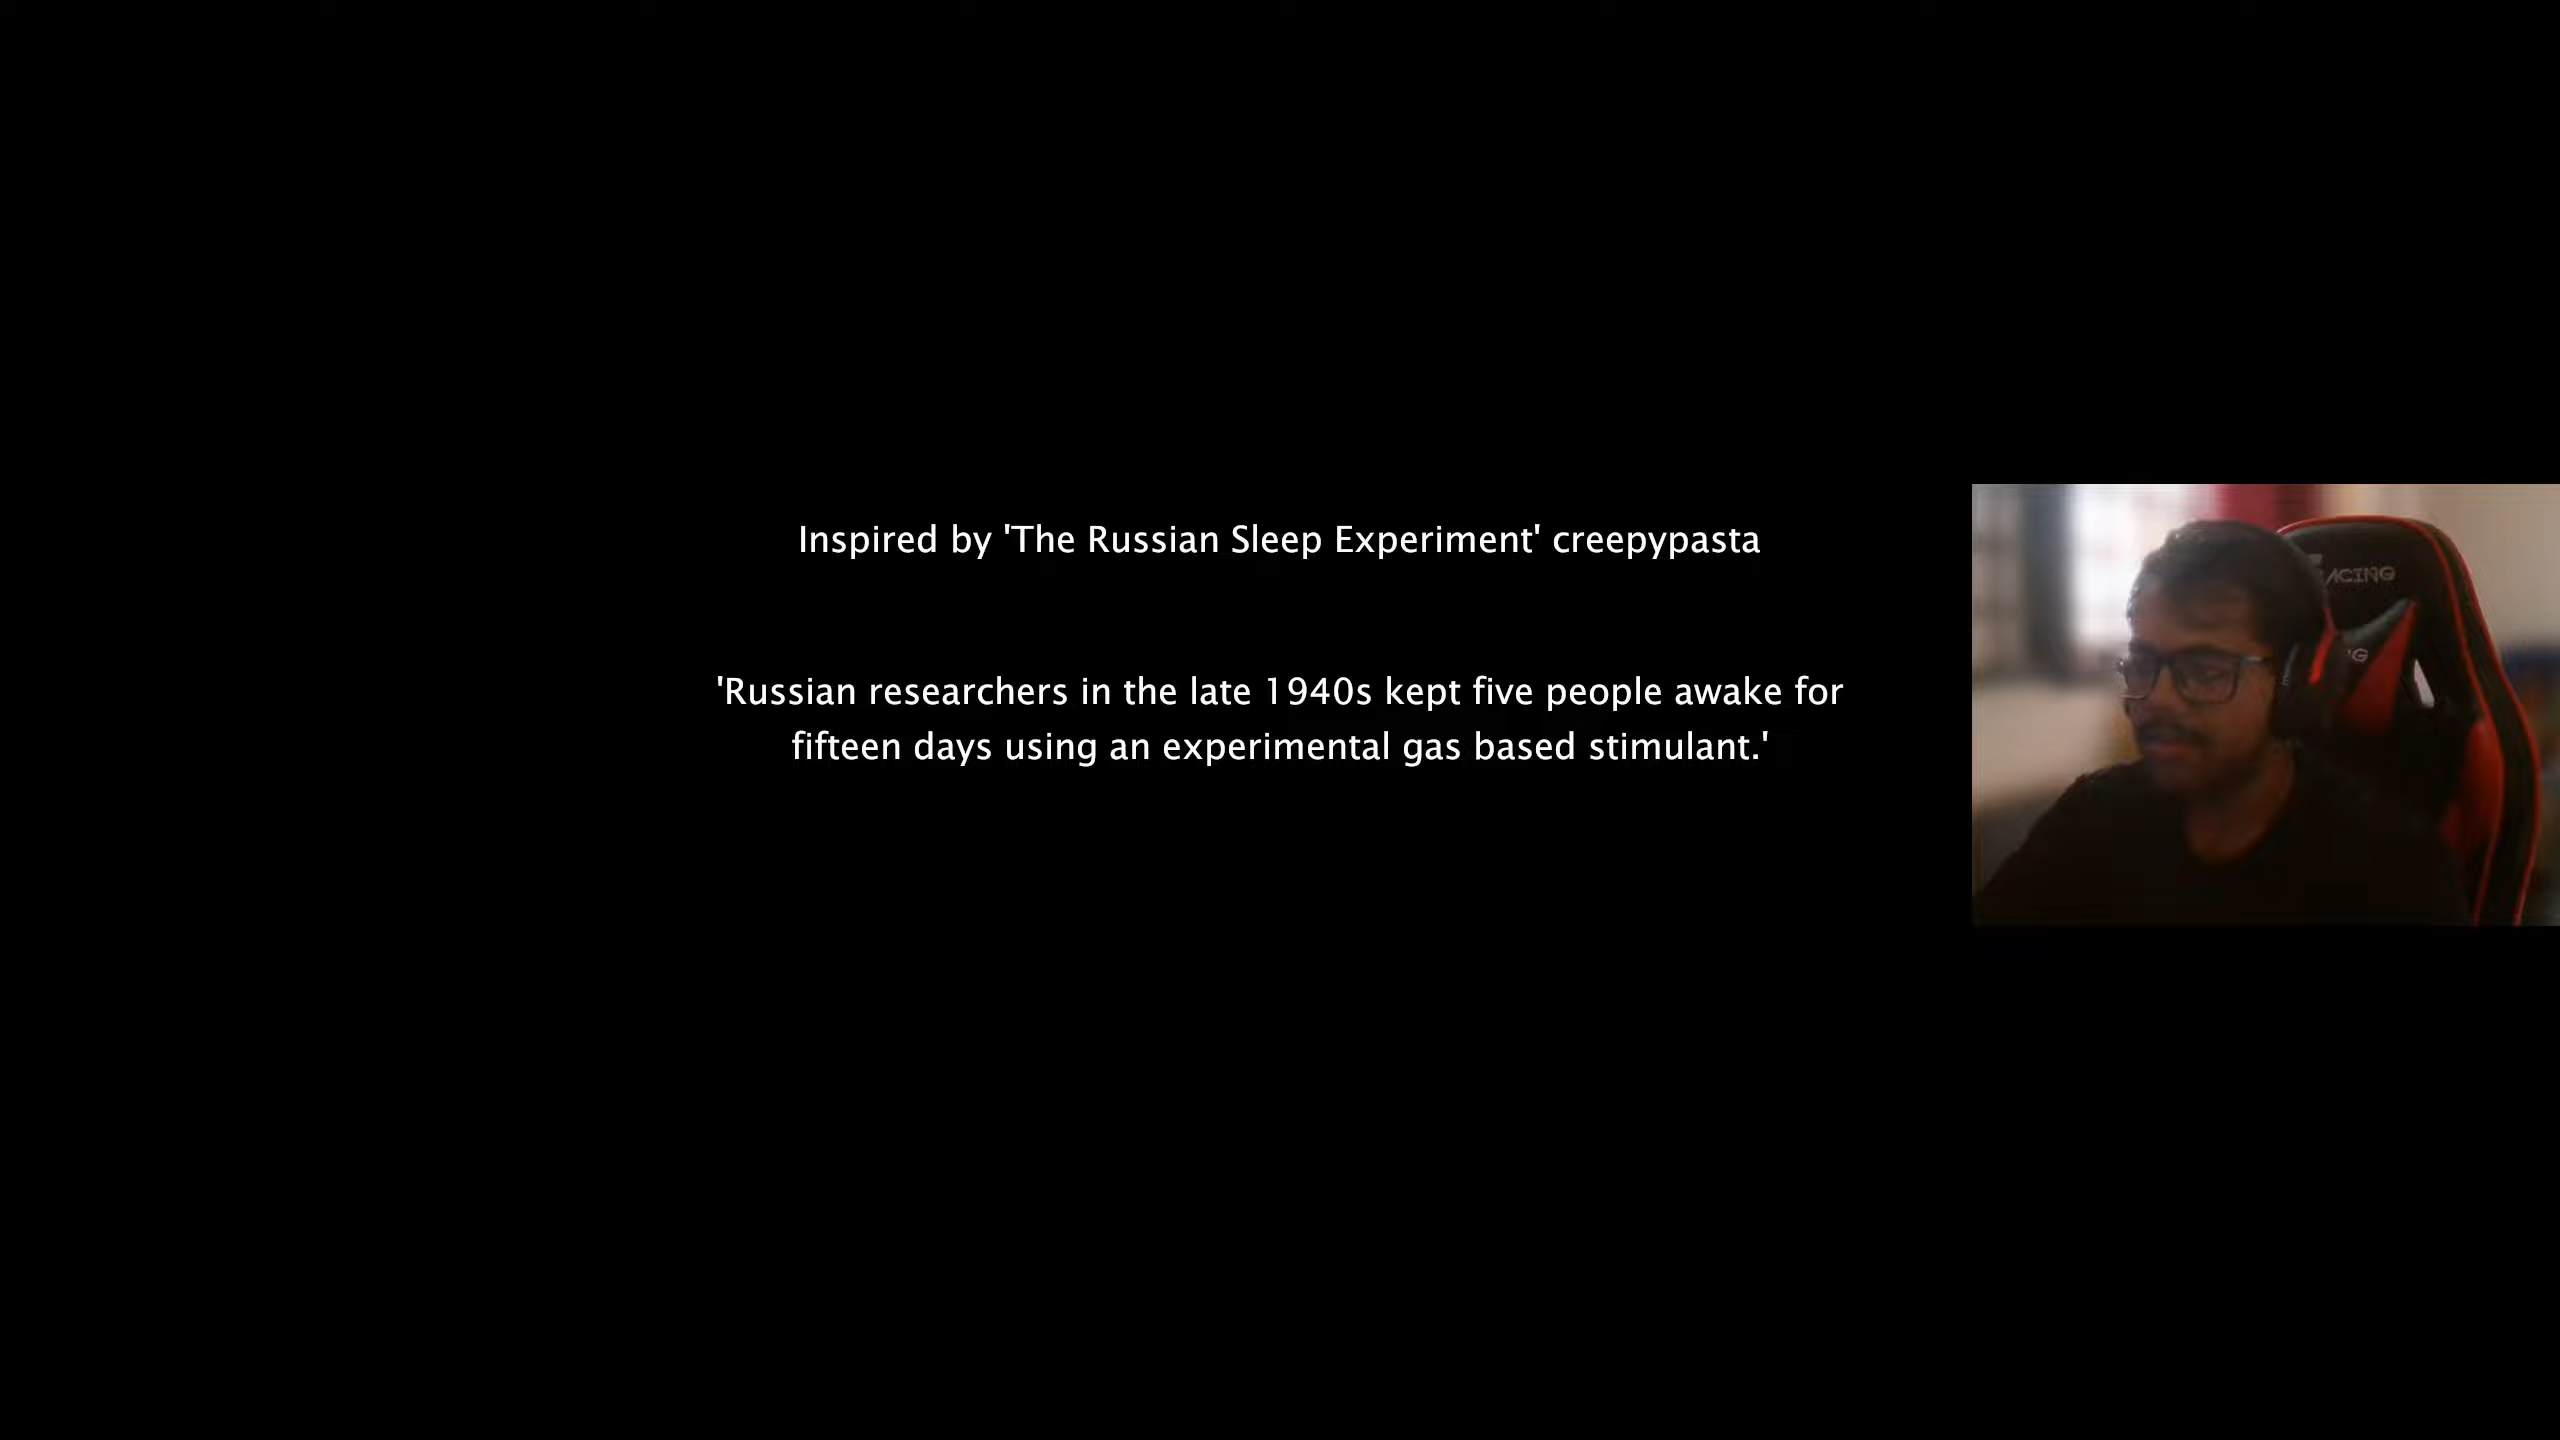 Inspired by 'The Russian Sleep Experiment' creepypasta
'Russian researchers in the late 1940s kept five people awake for
fifteen days using an experimental gas based stimulant.'